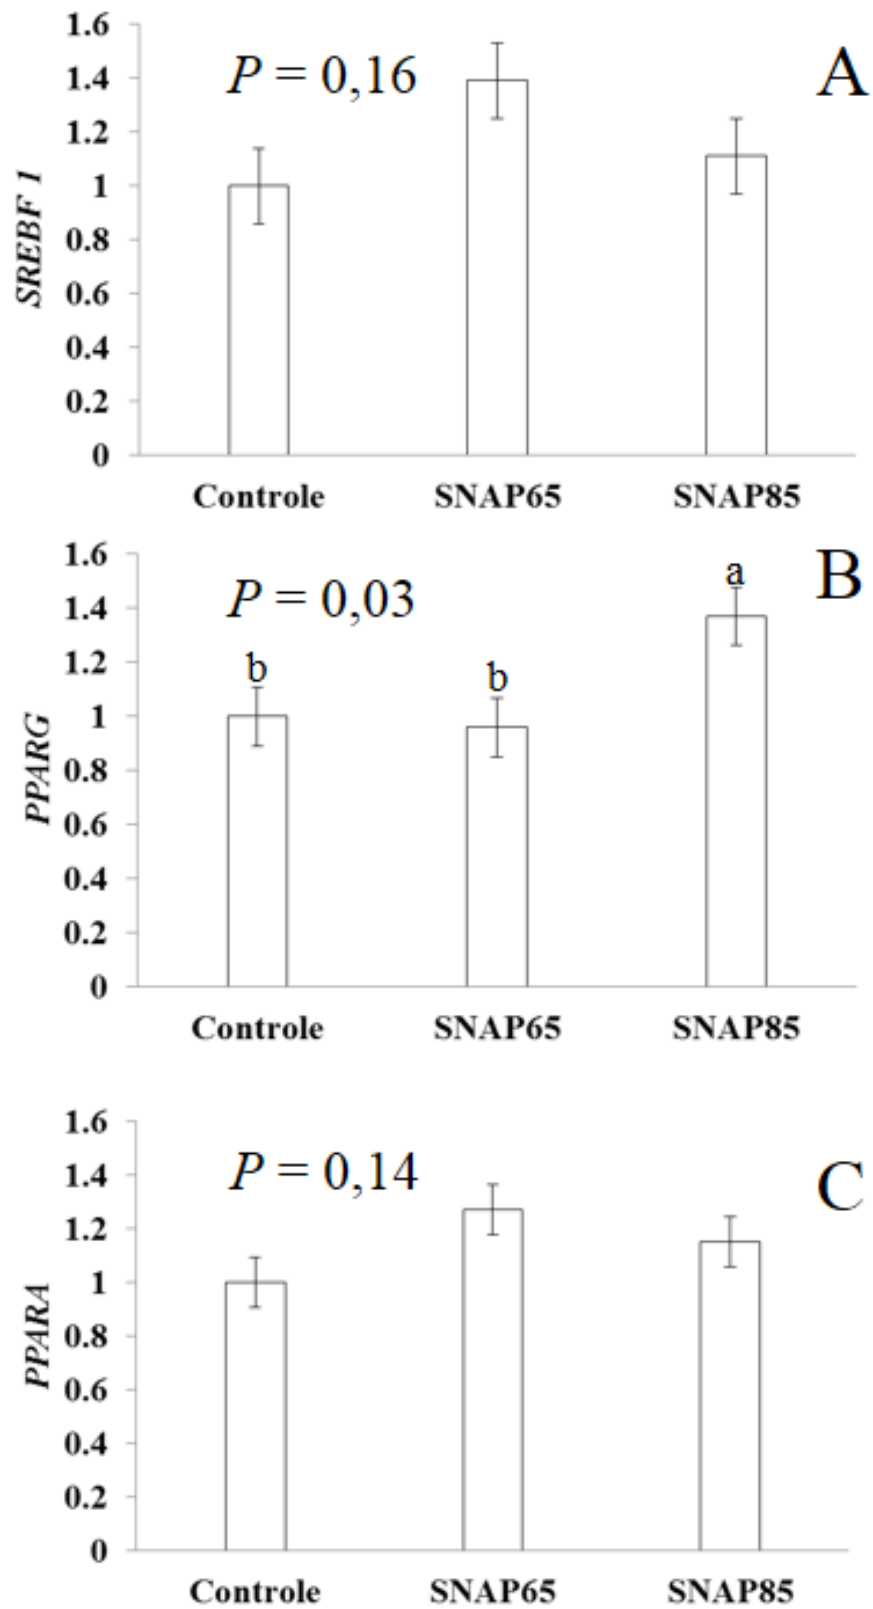 A
P = 0,16
SREBF 1
1.6
1.4
1.2
1
0.8
0.6
0.4
0.2
0
Controle SNAP65 SNAP85
B
P = 0,03
PPARG
1.6
1.4
1.2
1
0.8
0.6
0.4
0.2
0
b b a
Controle SNAP65 SNAP85
C
P = 0,14
PPARA
1.6
1.4
1.2
1
0.8
0.6
0.4
0.2
0
Controle SNAP65 SNAP85